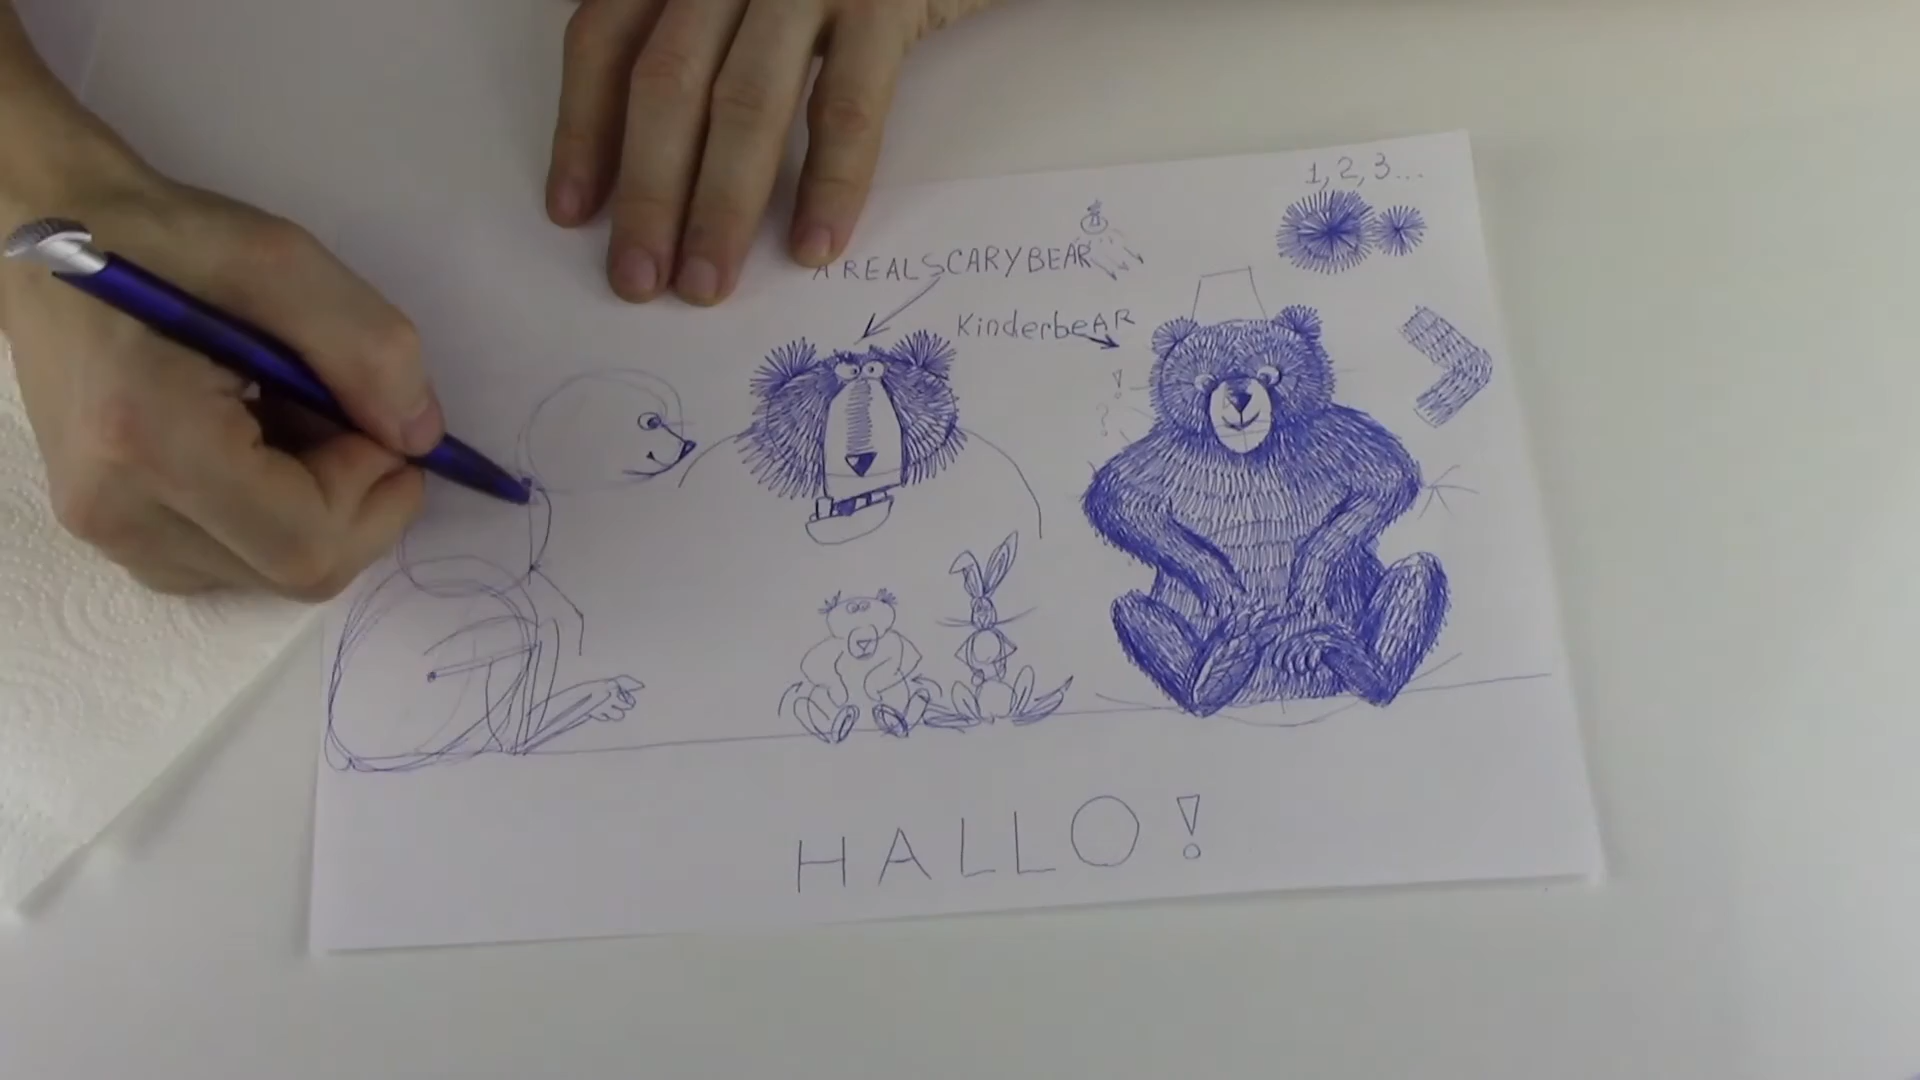 1, 2, 3...
A REAL SCARY BEAR
KinderbeAR
!
?
HALLO!